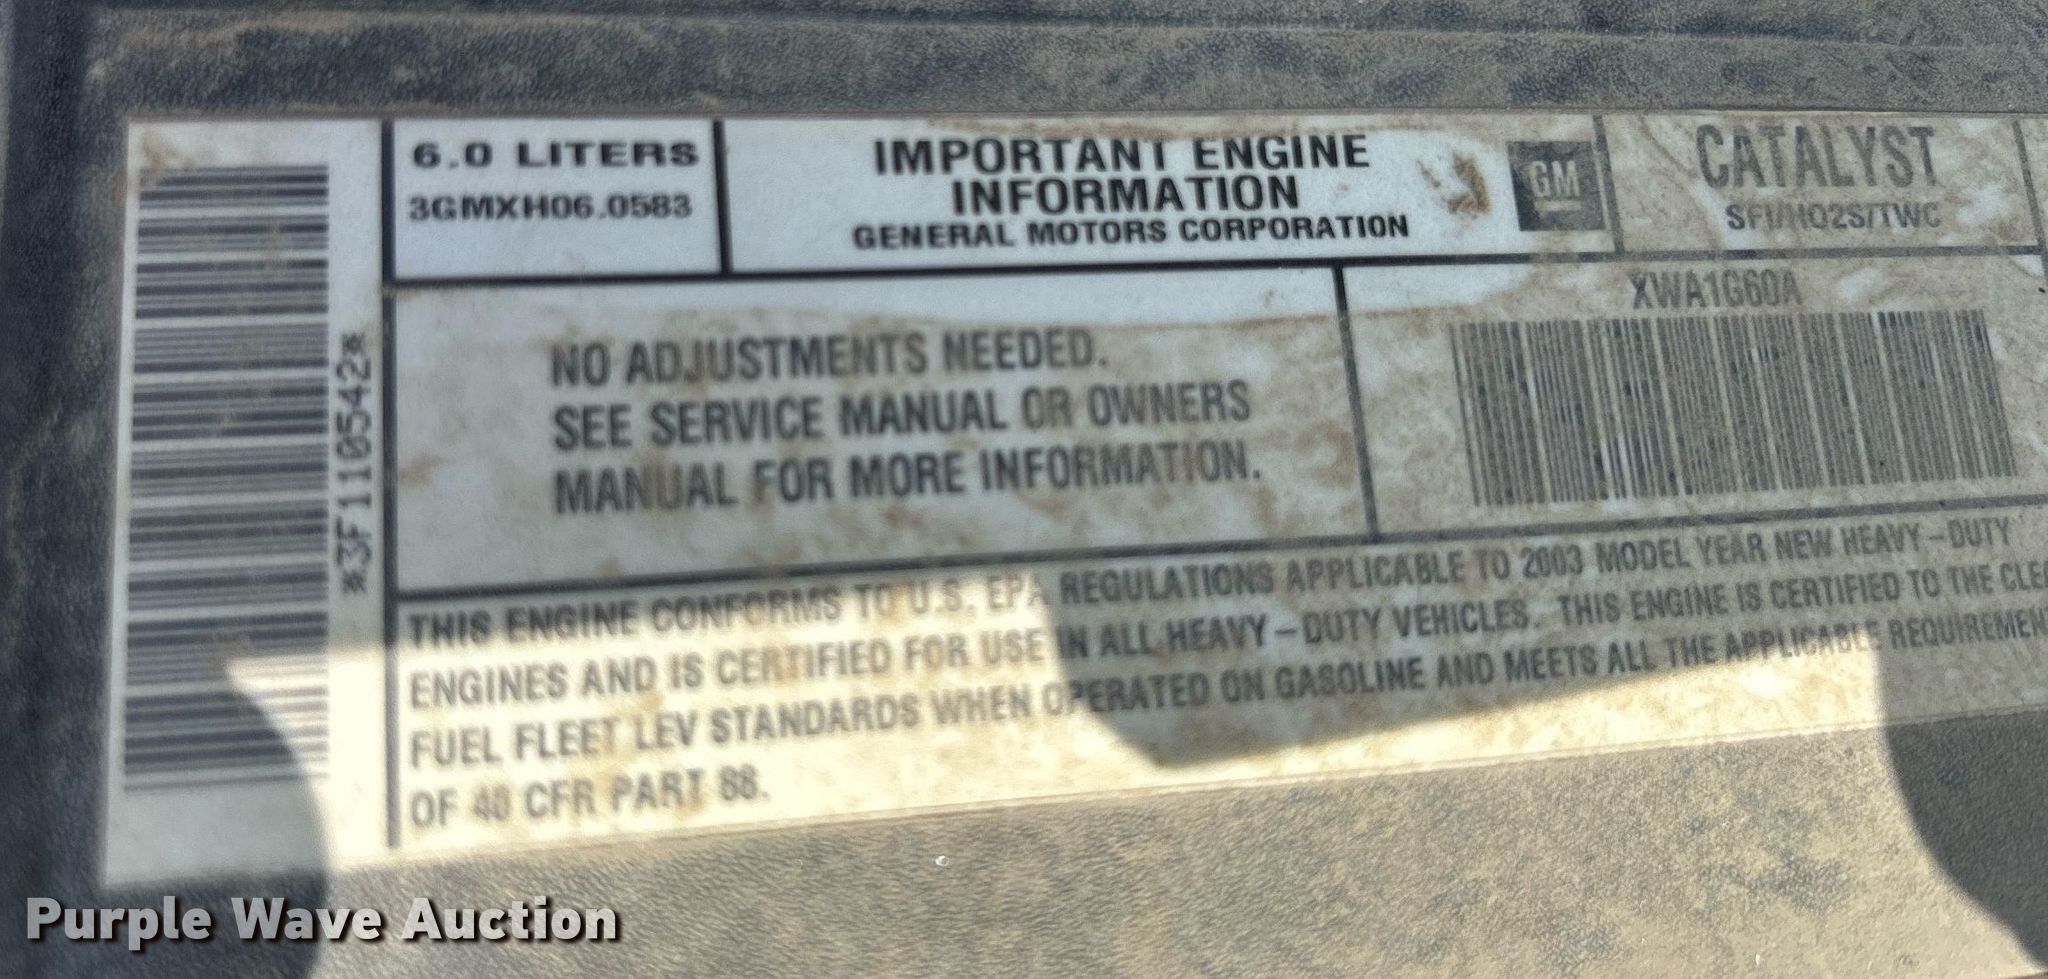 6.0 LITERS
3GMXH06.0583
IMPORTANT ENGINE
INFORMATION
GENERAL MOTORS CORPORATION
GM
CATALYST
SFI/HO2S/TWC
*3F110542*
NO ADJUSTMENTS NEEDED.
SEE SERVICE MANUAL OR OWNERS
MANUAL FOR MORE INFORMATION.
XWA1G60A
THIS ENGINE CONFORMS TO U.S. EPA REGULATIONS APPLICABLE TO 2003 MODEL YEAR NEW HEAVY-DUTY
ENGINES AND IS CERTIFIED FOR USE IN ALL HEAVY-DUTY VEHICLES. THIS ENGINE IS CERTIFIED TO THE CLEA
FUEL FLEET LEV STANDARDS WHEN OPERATED ON GASOLINE AND MEETS ALL THE APPLICABLE REQUIREMEN
OF 40 CFR PART 88.
Purple Wave Auction